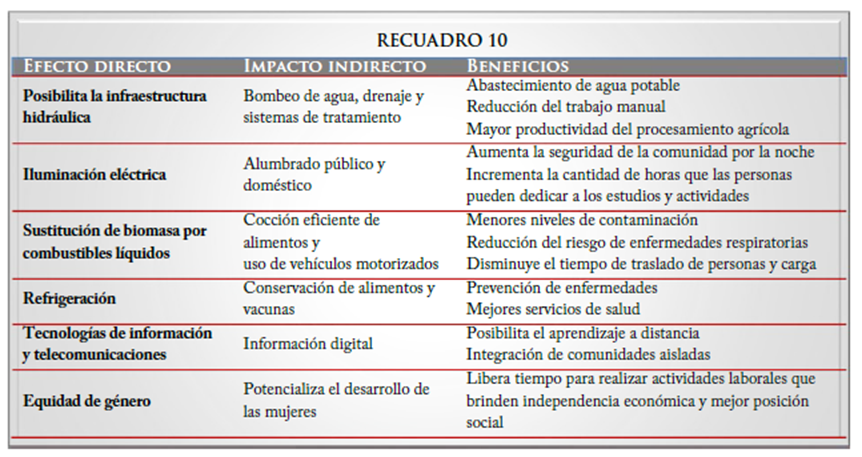 RECUADRO 10
EFECTO DIRECTO IMPACTO INDIRECTO BENEFICIOS
Posibilita la infraestructura
hidráulica
Bombeo de agua, drenaje y
sistemas de tratamiento
Abastecimiento de agua potable
Reducción del trabajo manual
Mayor productividad del procesamiento agrícola
Iluminación eléctrica
Alumbrado público y
doméstico
Aumenta la seguridad de la comunidad por la noche
Incrementa la cantidad de horas que las personas
pueden dedicar a los estudios y actividades
Sustitución de biomasa por
combustibles líquidos
Cocción eficiente de
alimentos y
uso de vehículos motorizados
Menores niveles de contaminación
Reducción del riesgo de enfermedades respiratorias
Disminuye el tiempo de traslado de personas y carga
Refrigeración
Conservación de alimentos y
vacunas
Prevención de enfermedades
Mejores servicios de salud
Tecnologías de información
y telecomunicaciones
Información digital
Posibilita el aprendizaje a distancia
Integración de comunidades aisladas
Equidad de género
Potencializa el desarrollo de
las mujeres
Libera tiempo para realizar actividades laborales que
brinden independencia económica y mejor posición
social